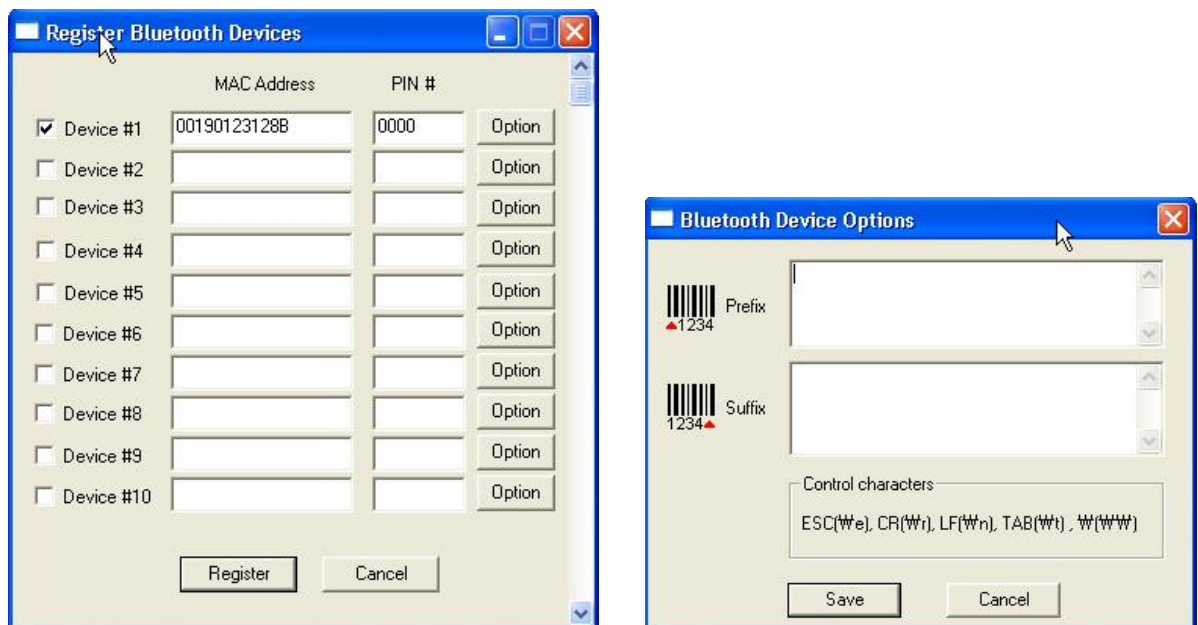 Register Bluetooth Devices
MAC Address PIN #
Device #1 00190123128B 0000 Option
Device #2 Option
Device #3 Option
Device #4 Option
Device #5 Option
Device #6 Option
Device #7 Option
Device #8 Option
Device #9 Option
Device #10 Option
Register Cancel
Bluetooth Device Options
1234 Prefix
1234 Suffix
Control characters
ESC(₩e), CR(₩r), LF(₩n), TAB(₩t) , ₩(₩₩)
Save Cancel